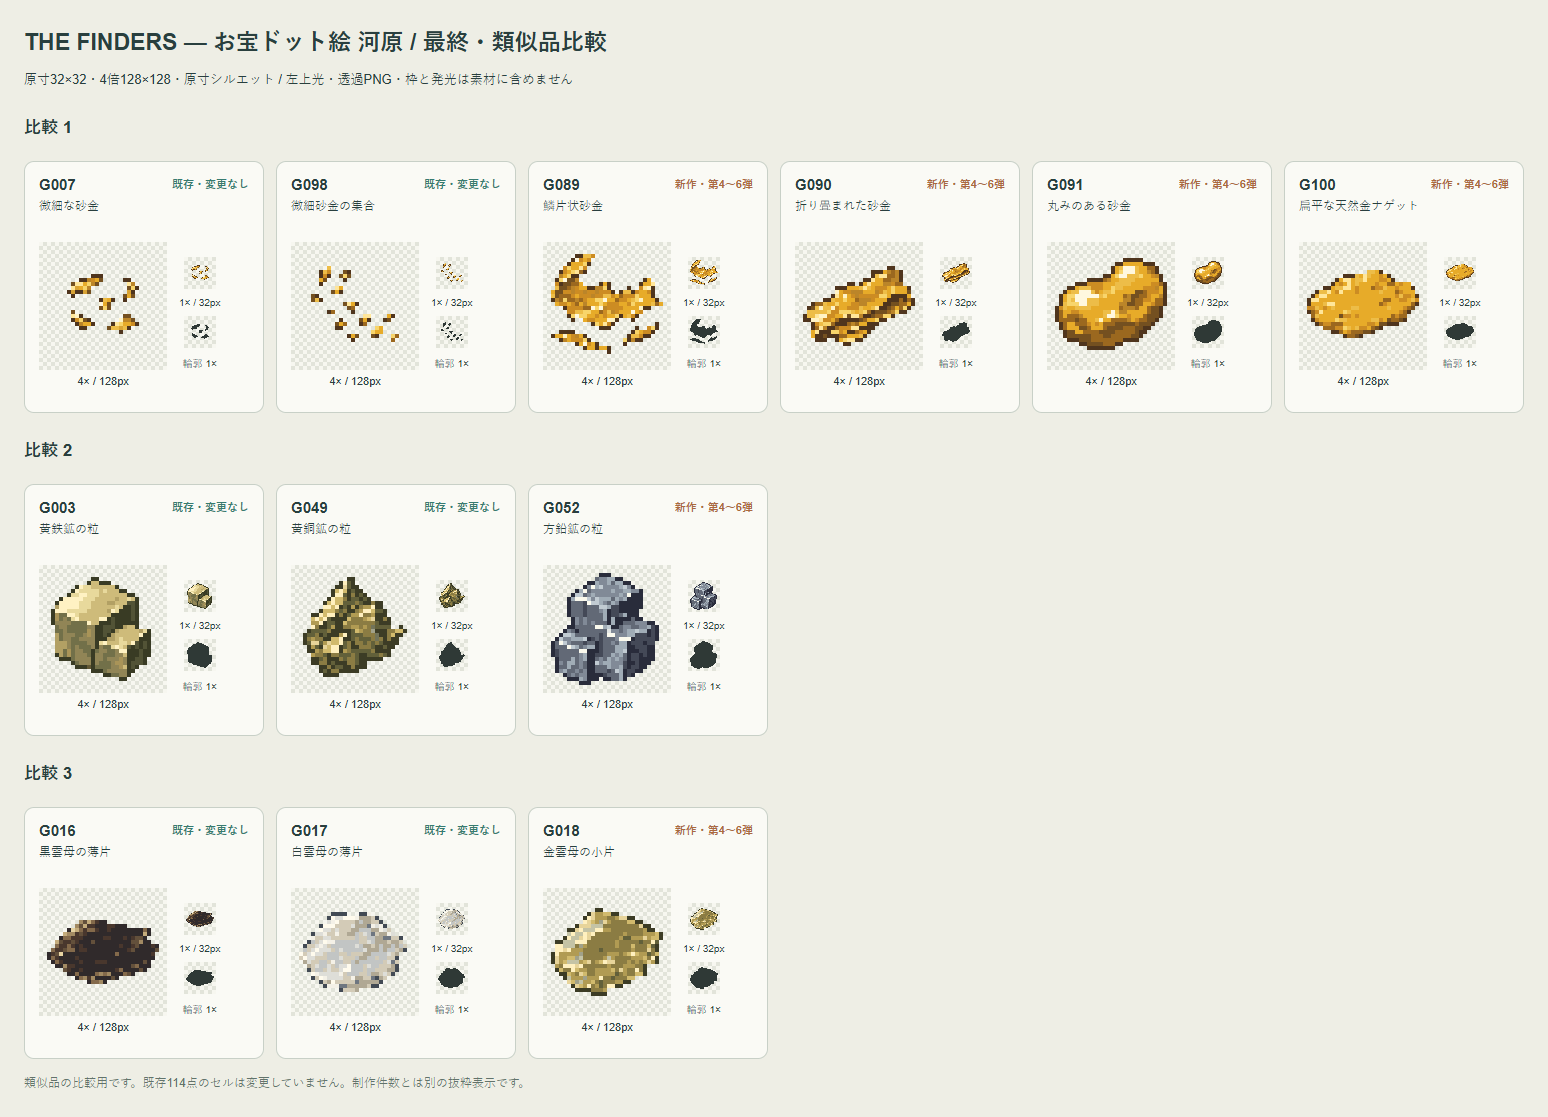 THE FINDERS — お宝ドット絵 河原 / 最終・類似品比較
原寸32×32・4倍128×128・原寸シルエット / 左上光・透過PNG・枠と発光は素材に含めません
比較 1
G007 既存・変更なし
微細な砂金
1× / 32px
輪郭 1×
4× / 128px
G098 既存・変更なし
微細砂金の集合
1× / 32px
輪郭 1×
4× / 128px
G089 新作・第4〜6弾
鱗片状砂金
1× / 32px
輪郭 1×
4× / 128px
G090 新作・第4〜6弾
折り畳まれた砂金
1× / 32px
輪郭 1×
4× / 128px
G091 新作・第4〜6弾
丸みのある砂金
1× / 32px
輪郭 1×
4× / 128px
G100 新作・第4〜6弾
扁平な天然金ナゲット
1× / 32px
輪郭 1×
4× / 128px
比較 2
G003 既存・変更なし
黄鉄鉱の粒
1× / 32px
輪郭 1×
4× / 128px
G049 既存・変更なし
黄銅鉱の粒
1× / 32px
輪郭 1×
4× / 128px
G052 新作・第4〜6弾
方鉛鉱の粒
1× / 32px
輪郭 1×
4× / 128px
比較 3
G016 既存・変更なし
黒雲母の薄片
1× / 32px
輪郭 1×
4× / 128px
G017 既存・変更なし
白雲母の薄片
1× / 32px
輪郭 1×
4× / 128px
G018 新作・第4〜6弾
金雲母の小片
1× / 32px
輪郭 1×
4× / 128px
類似品の比較用です。既存114点のセルは変更していません。制作件数とは別の抜粋表示です。